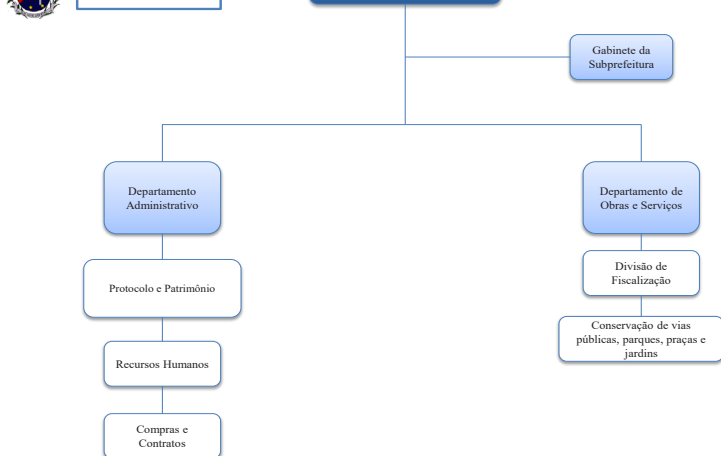 Gabinete da
Subprefeitura
Departamento
Administrativo
Departamento de
Obras e Serviços
Protocolo e Patrimônio
Divisão de
Fiscalização
Recursos Humanos
Conservação de vias
públicas, parques, praças e
jardins
Compras e
Contratos